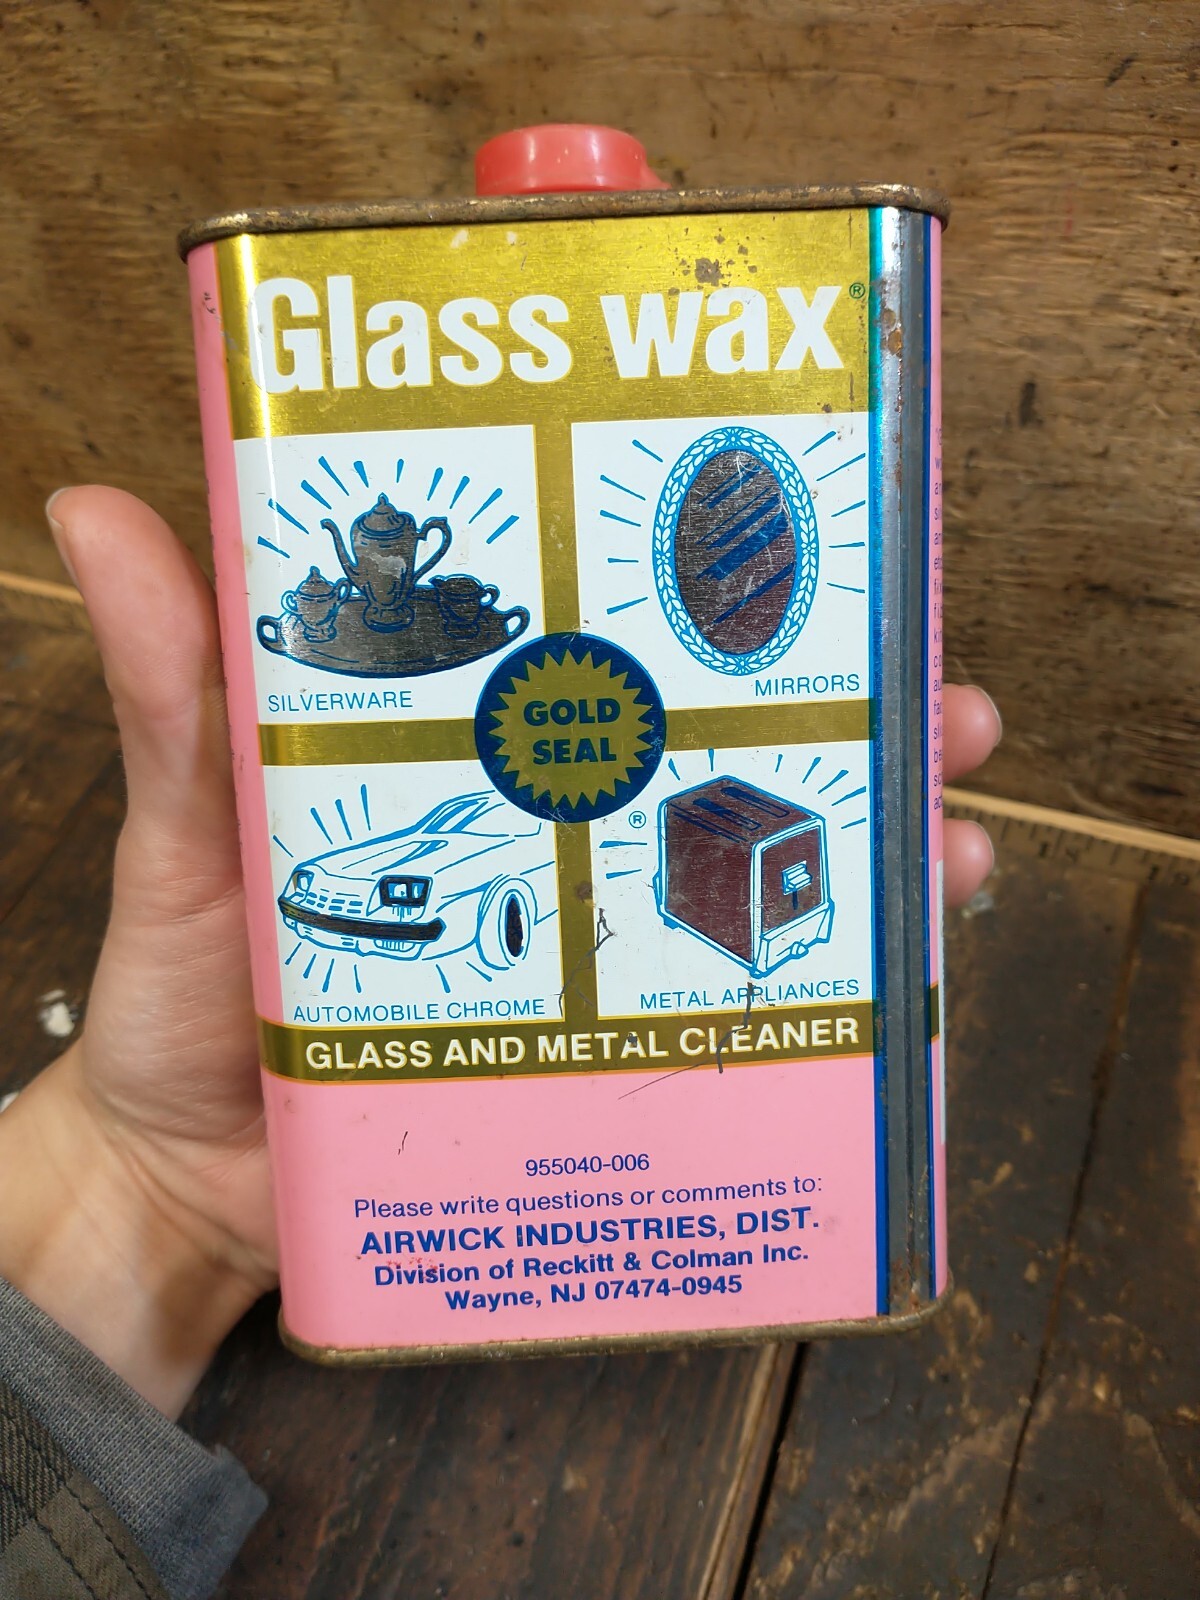 Glass wax®
SILVERWARE
MIRRORS
GOLD
SEAL
®
AUTOMOBILE CHROME
METAL APPLIANCES
GLASS AND METAL CLEANER
955040-006
Please write questions or comments to:
AIRWICK INDUSTRIES, DIST.
Division of Reckitt & Colman Inc.
Wayne, NJ 07474-0945